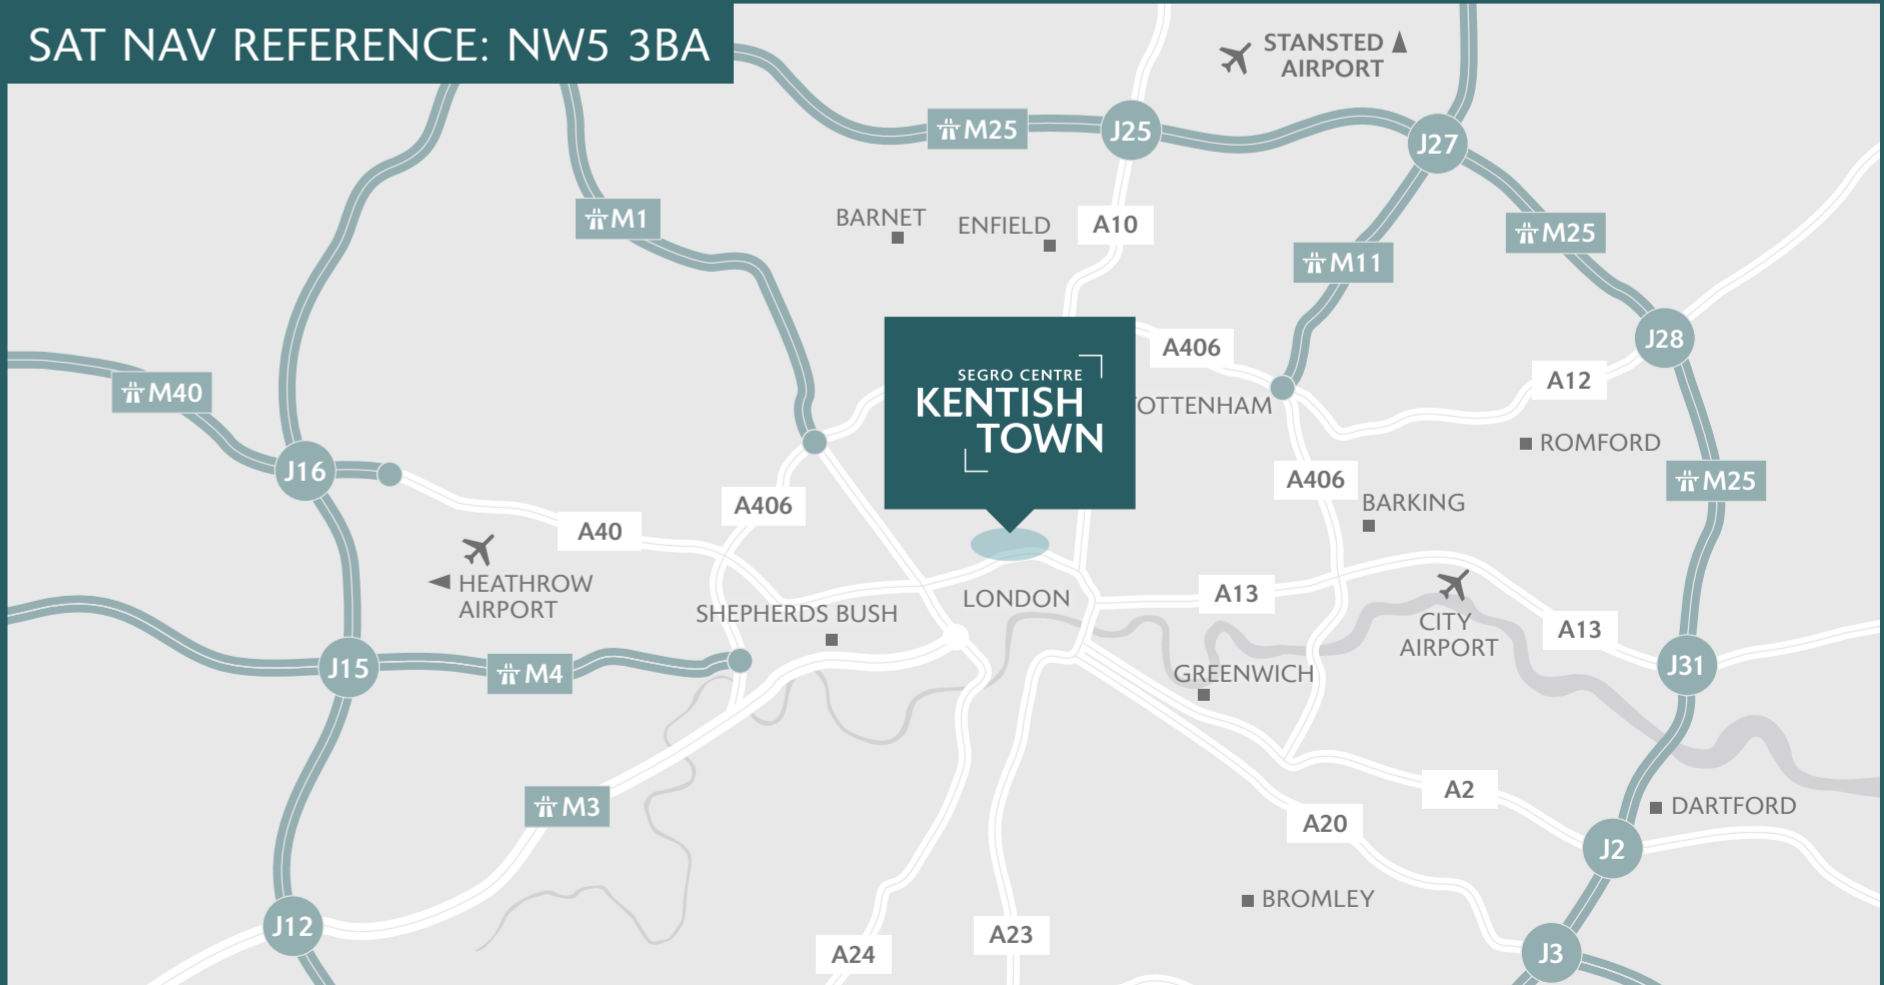 SAT NAV REFERENCE: NW5 3BA
STANSTED
AIRPORT
M25
J25
J27
M1
BARNET
ENFIELD
A10
M11
M25
J28
M40
SEGRO CENTRE
KENTISH
TOWN
A406
A12
OTTENHAM
ROMFORD
J16
A406
A406
M25
BARKING
A40
HEATHROW
AIRPORT
SHEPHERDS BUSH
LONDON
A13
CITY
AIRPORT
A13
J15
M4
GREENWICH
J31
M3
A2
DARTFORD
A20
J2
BROMLEY
J12
A24
A23
J3